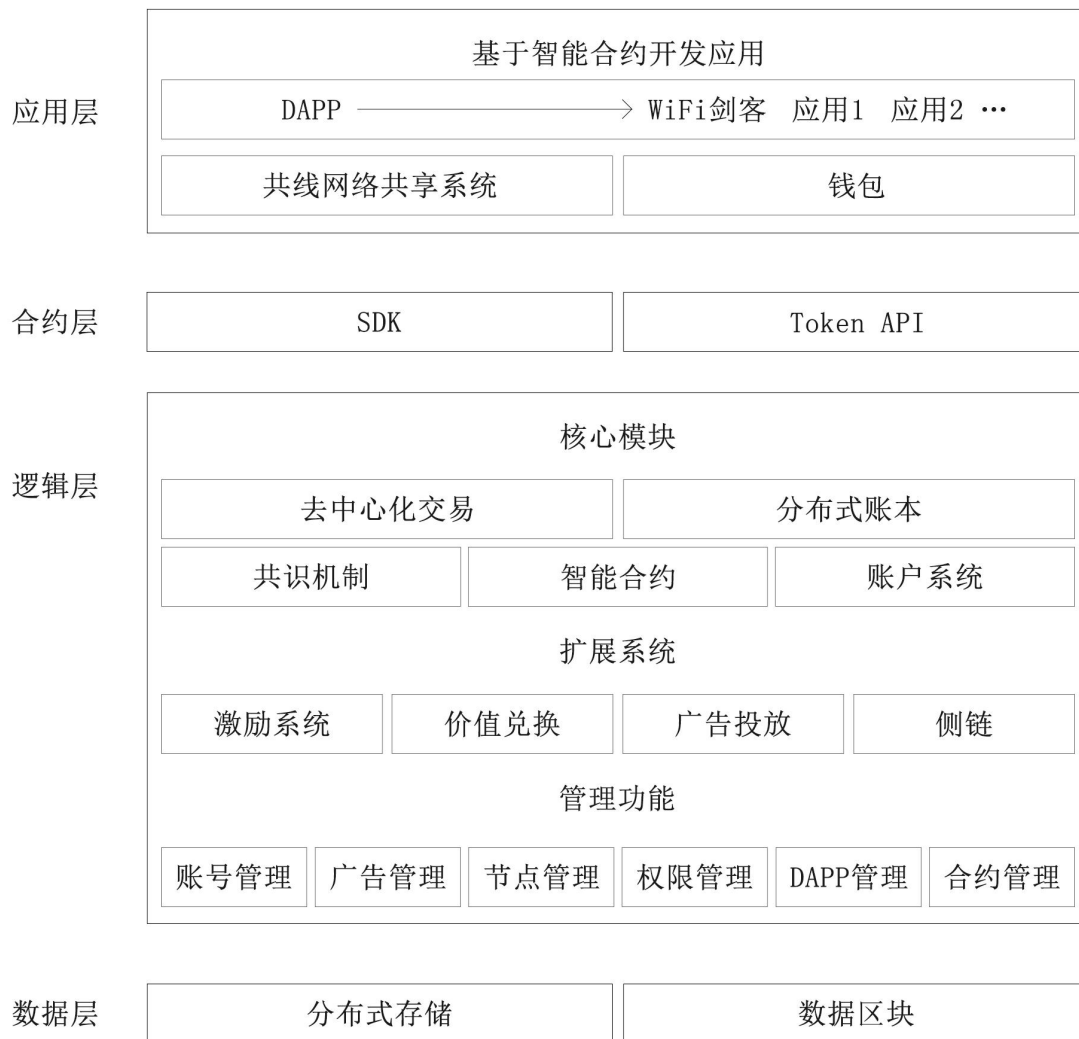 基于智能合约开发应用
应用层
DAPP WiFi剑客 应用1 应用2 …
共线网络共享系统 钱包
合约层 SDK Token API
核心模块
逻辑层
去中心化交易 分布式账本
共识机制 智能合约 账户系统
扩展系统
激励系统 价值兑换 广告投放 侧链
管理功能
账号管理 广告管理 节点管理 权限管理 DAPP管理 合约管理
数据层 分布式存储 数据区块